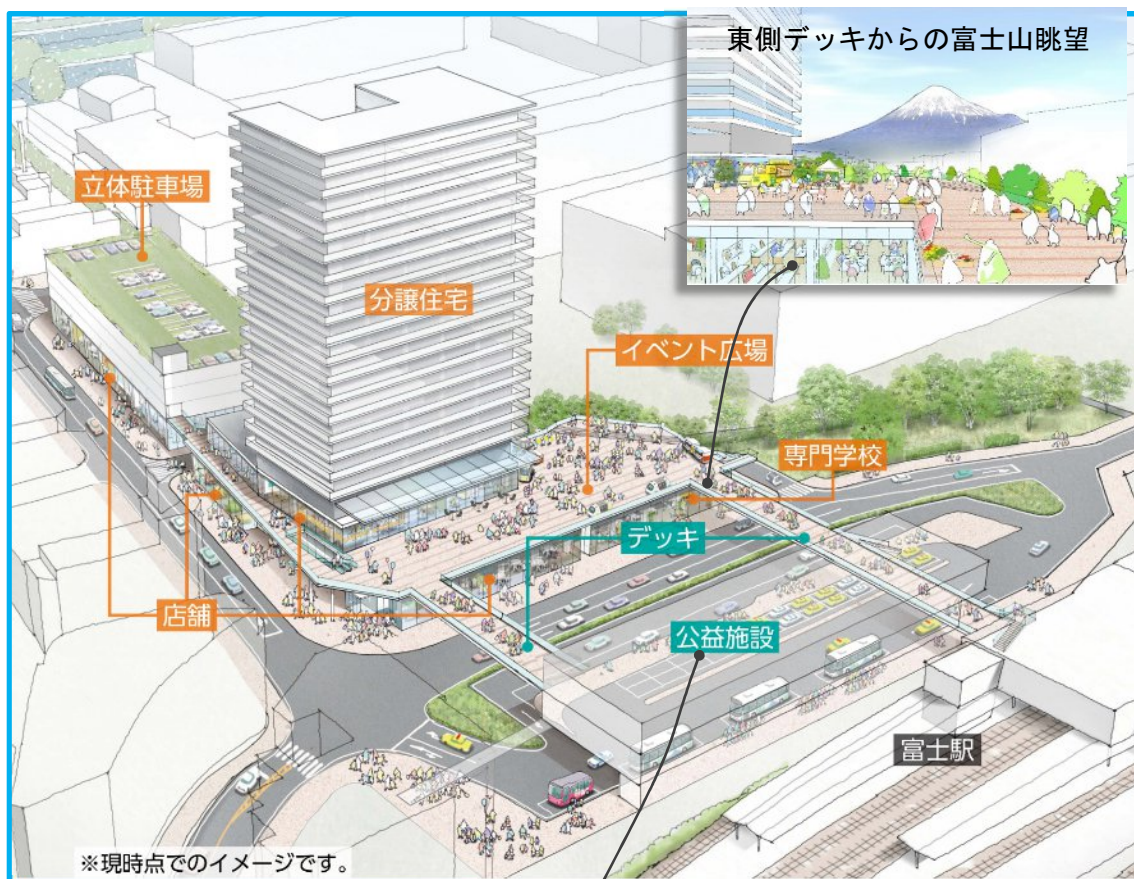 東側デッキからの富士山眺望
立体駐車場
分譲住宅
イベント広場
専門学校
デッキ
店舗
公益施設
富士駅
※現時点でのイメージです。